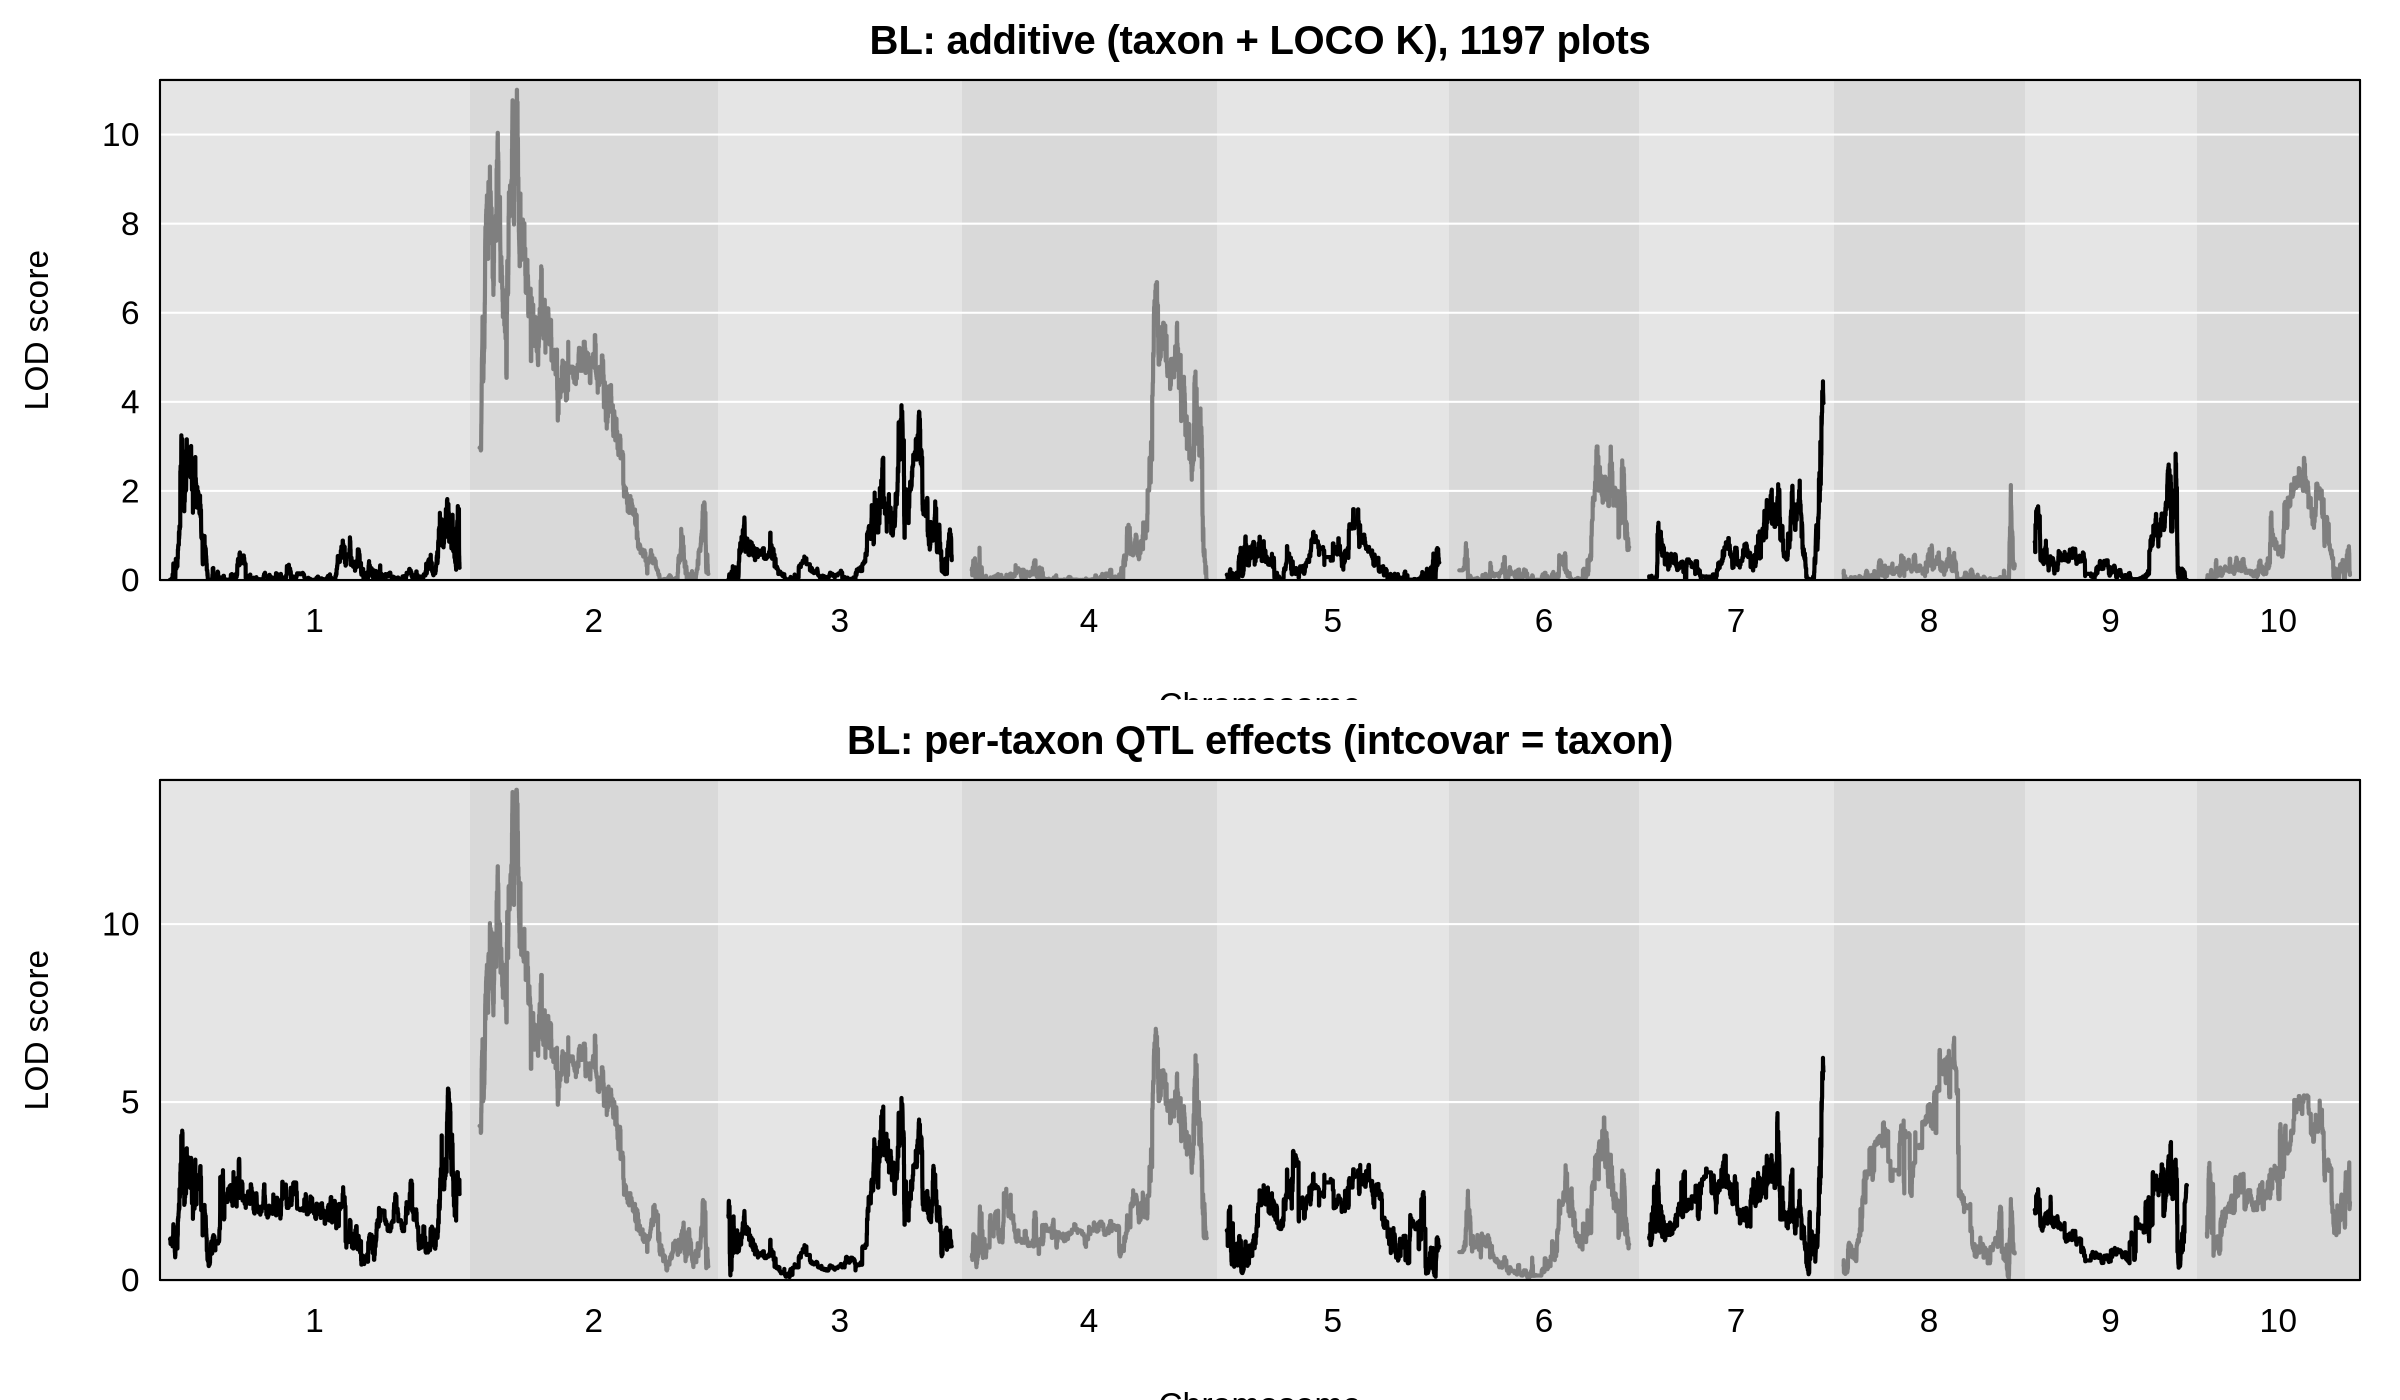 BL: additive (taxon + LOCO K), 1197 plots
LOD score
10
8
6
4
2
0
1 2 3 4 5 6 7 8 9 10
Chromosome
BL: per-taxon QTL effects (intcovar = taxon)
LOD score
10
5
0
1 2 3 4 5 6 7 8 9 10
Chromosome